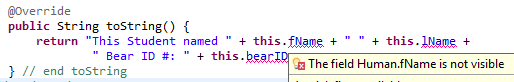 @Override
public String toString() {
return "This Student named " + this.fName + " " + this.lName +
" Bear ID #: " + this.bearID
The field Human.fName is not visible
} // end toString